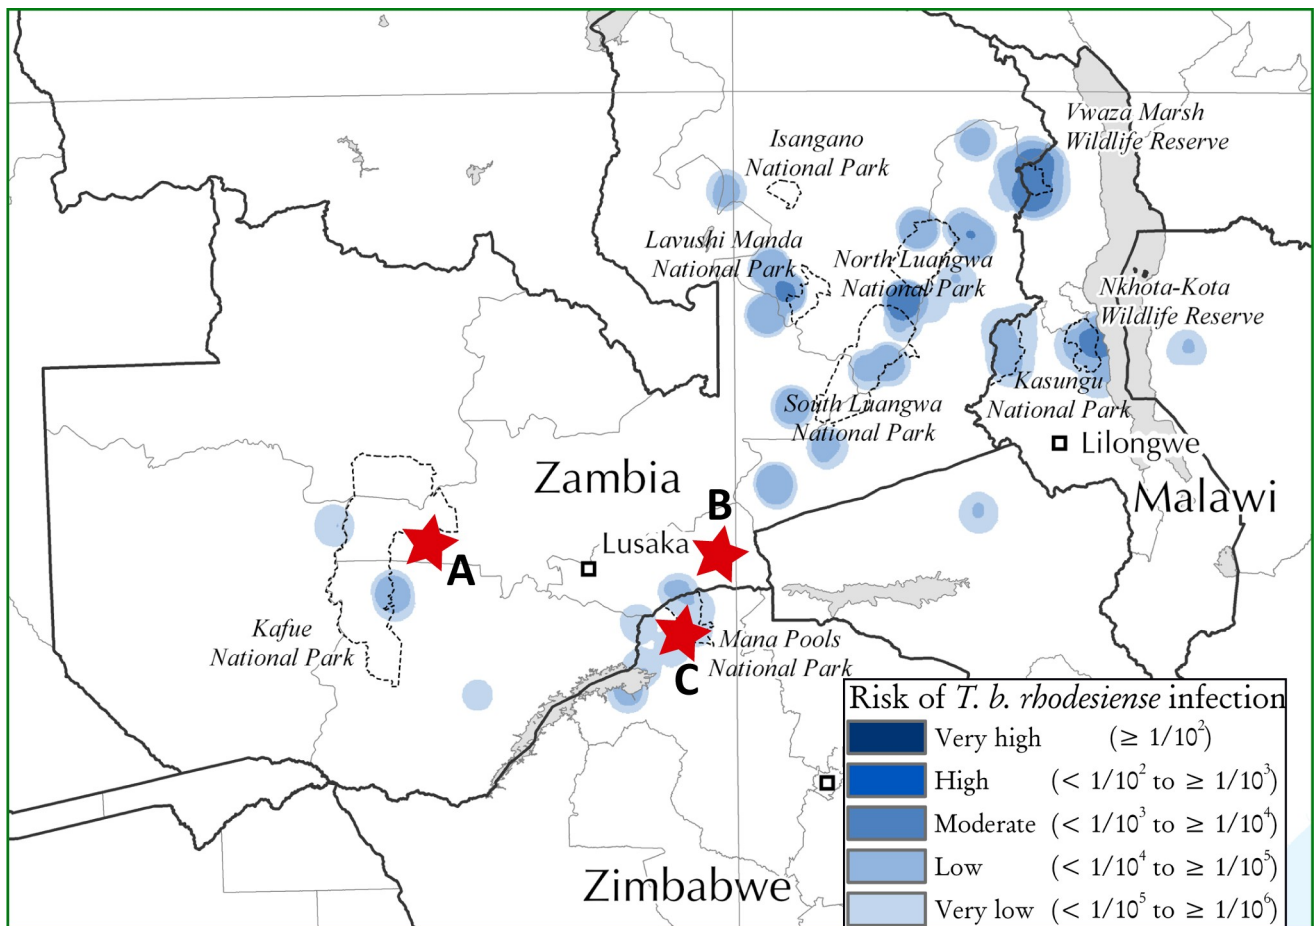 Vwaza Marsh
Wildlife Reserve
Isangano
National Park
Lavushi Manda
National Park
North Luangwa
National Park
Nkhota-Kota
Wildlife Reserve
Kasungu
National Park
South Luangwa
National Park
Lilongwe
Zambia
Malawi
B
Lusaka
A
Kafue
National Park
Mana Pools
National Park
C
Zimbabwe
Risk of T. b. rhodesiense infection
Very high (≥ 1/10²)
High (< 1/10² to ≥ 1/10³)
Moderate (< 1/10³ to ≥ 1/10⁴)
Low (< 1/10⁴ to ≥ 1/10⁵)
Very low (< 1/10⁵ to ≥ 1/10⁶)